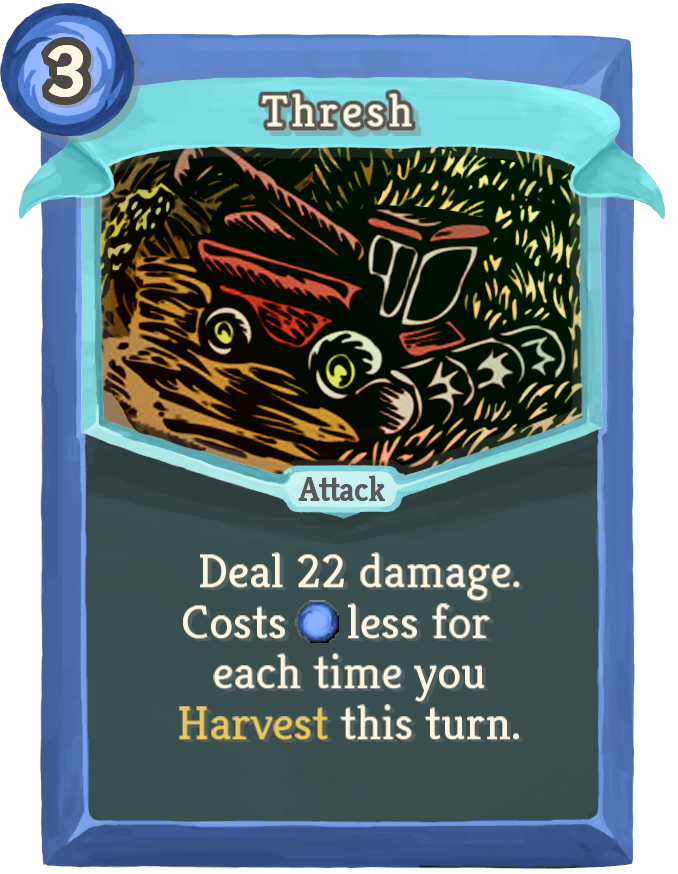 3
Thresh
Attack
Deal 22 damage.
Costs less for
each time you
Harvest this turn.